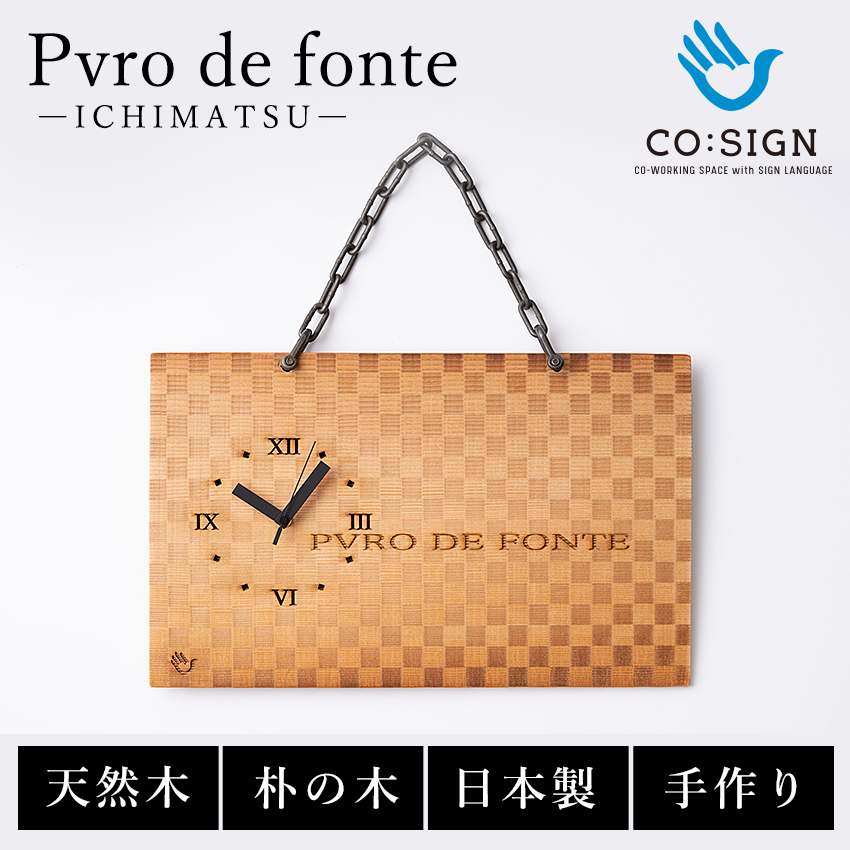 Pvro de fonte
—ICHIMATSU—
CO:SIGN
CO-WORKING SPACE with SIGN LANGUAGE
XII
IX
III
VI
PVRO DE FONTE
天然木
朴の木
日本製
手作り